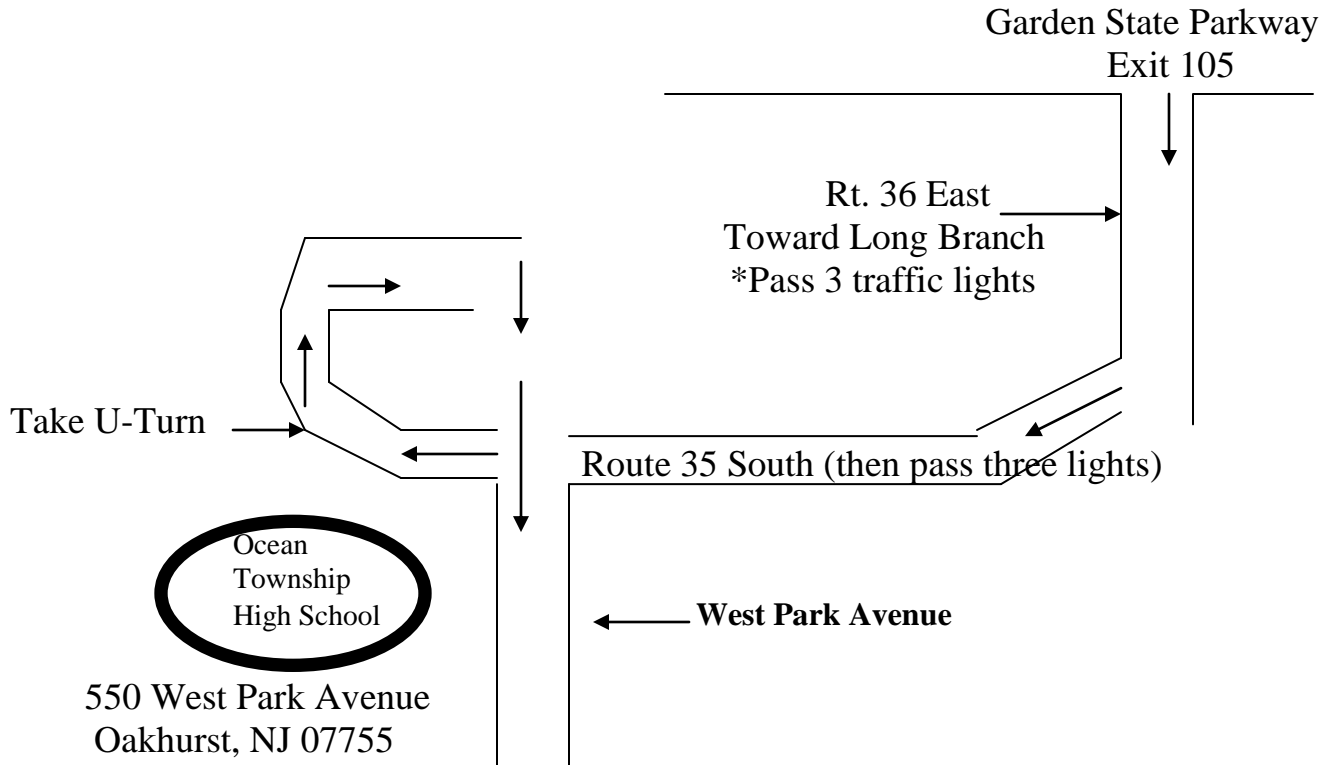 Garden State Parkway
Exit 105
Rt. 36 East
Toward Long Branch
*Pass 3 traffic lights
Take U-Turn
Route 35 South (then pass three lights)
Ocean
Township
High School
West Park Avenue
550 West Park Avenue
Oakhurst, NJ 07755